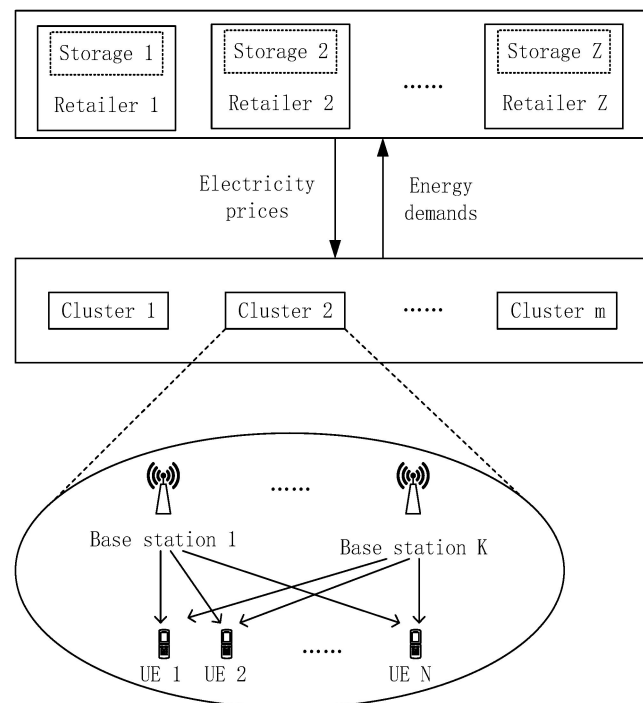 Storage 1
Storage 2
Storage Z
......
Retailer 1
Retailer 2
Retailer Z
Electricity
prices
Energy
demands
Cluster 1
Cluster 2
......
Cluster m
......
Base station 1
Base station K
......
UE 1
UE 2
UE N